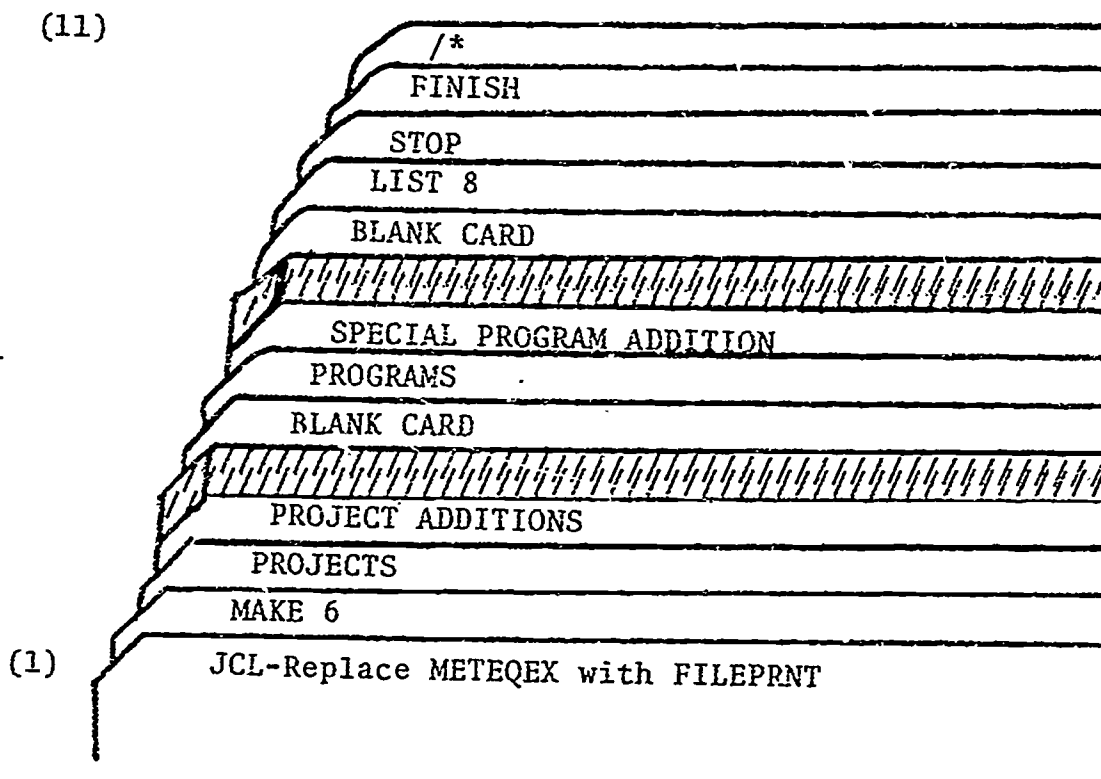 (11)
/*
FINISH
STOP
LIST 8
BLANK CARD
SPECIAL PROGRAM ADDITION
PROGRAMS
BLANK CARD
PROJECT ADDITIONS
PROJECTS
MAKE 6
(1) JCL-Replace METEQEX with FILEPRNT